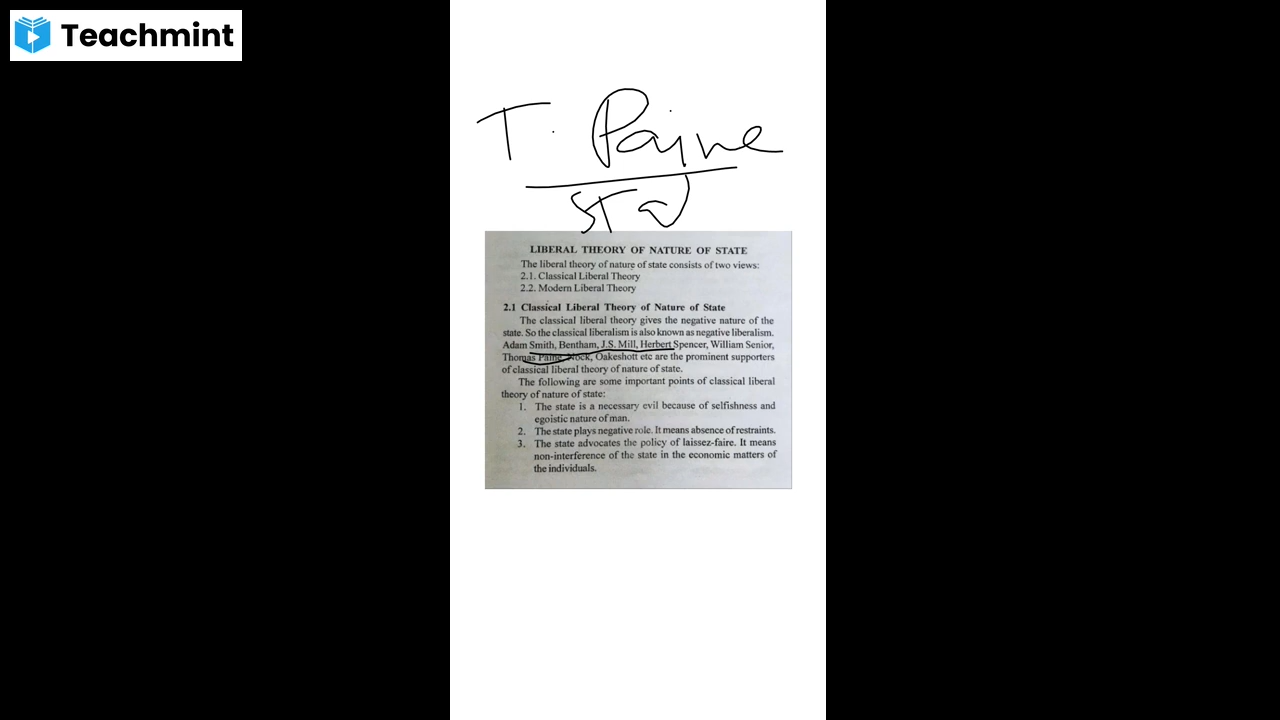 Teachmint
T. Paine
LIBERAL THEORY OF NATURE OF STATE
The liberal theory of nature of state consists of two views:
2.1. Classical Liberal Theory
2.2. Modern Liberal Theory
2.1 Classical Liberal Theory of Nature of State
The classical liberal theory gives the negative nature of the
state. So the classical liberalism is also known as negative liberalism.
Adam Smith, Bentham, J.S. Mill, Herbert Spencer, William Senior,
Thomas Paine, Nock, Oakeshott etc are the prominent supporters
of classical liberal theory of nature of state.
The following are some important points of classical liberal
theory of nature of state:
1. The state is a necessary evil because of selfishness and
egoistic nature of man.
2. The state plays negative role. It means absence of restraints.
3. The state advocates the policy of laissez-faire. It means
non-interference of the state in the economic matters of
the individuals.